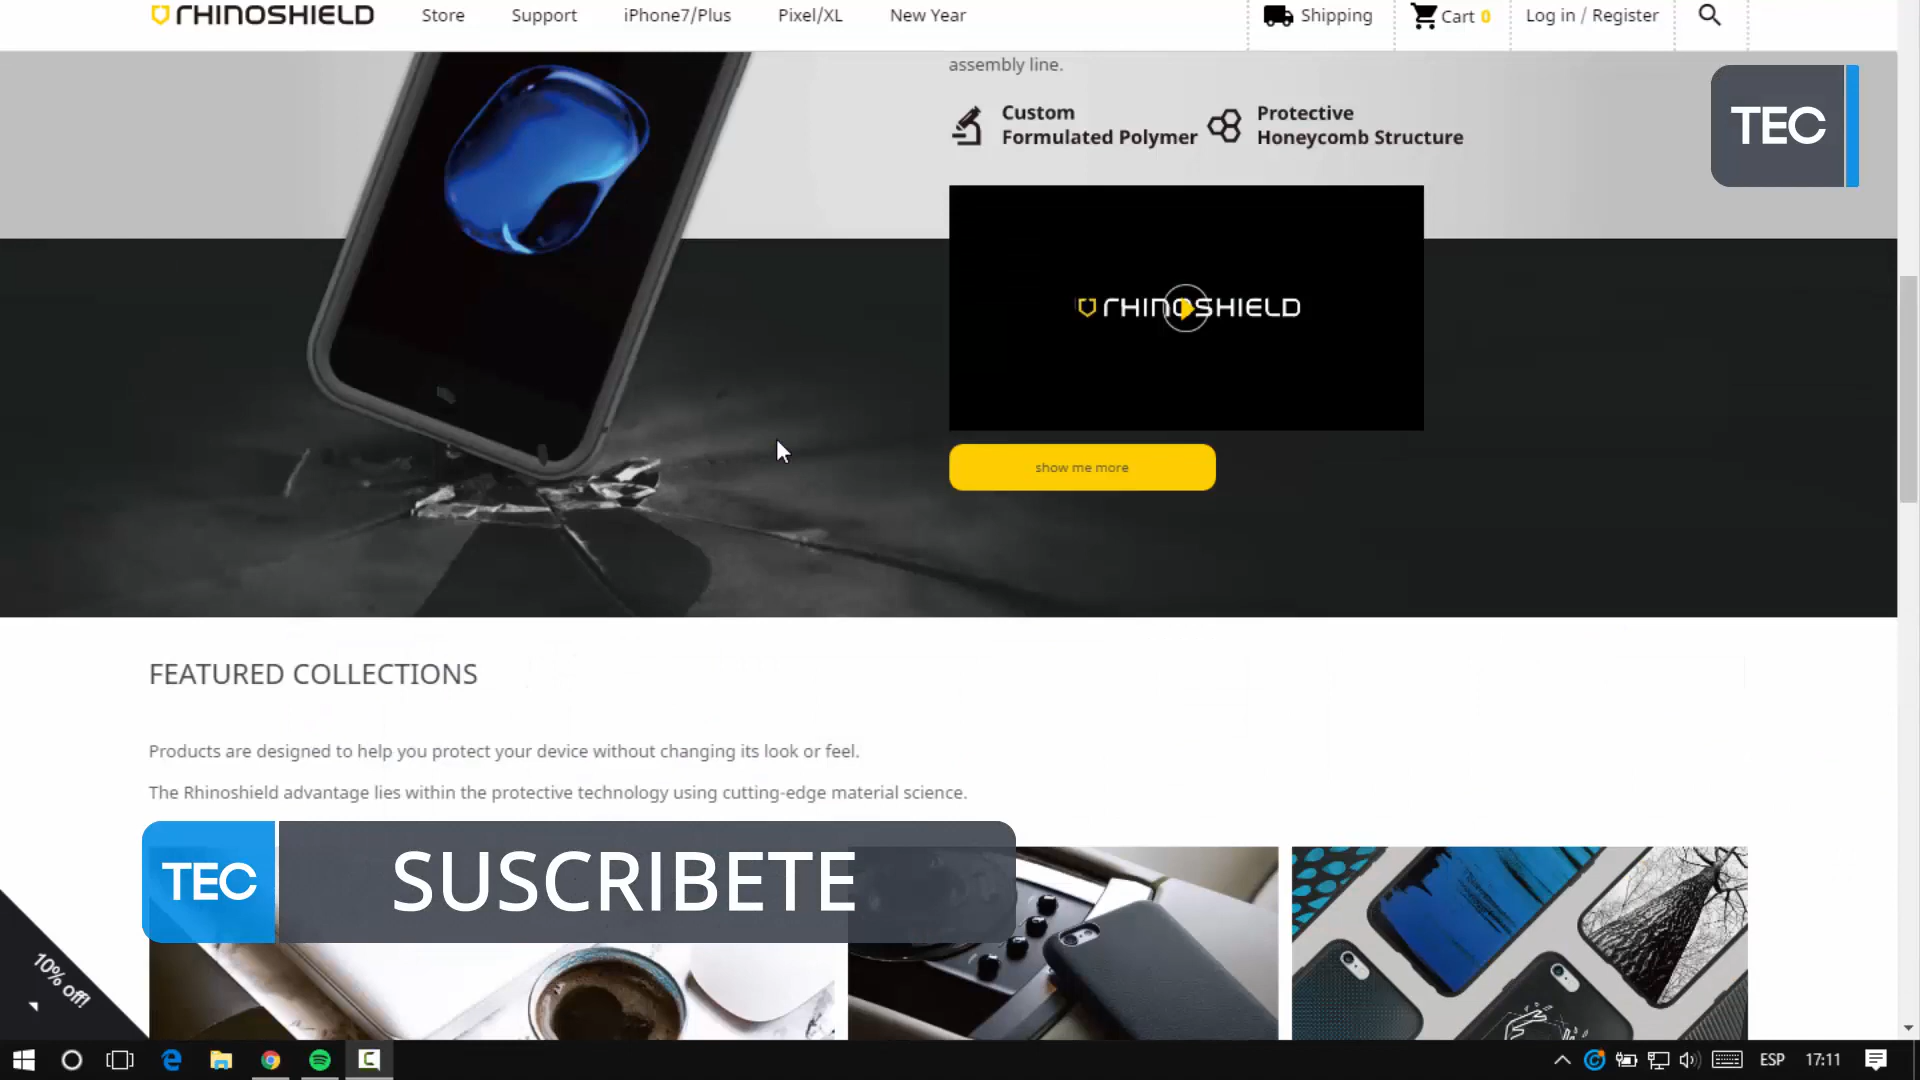 RHINOSHIELD
Store
Support
iPhone7/Plus
Pixel/XL
New Year
Shipping
Cart 0
Log in / Register
assembly line.
Custom
Formulated Polymer
Protective
Honeycomb Structure
TEC
RHINOSHIELD
show me more
FEATURED COLLECTIONS
Products are designed to help you protect your device without changing its look or feel.
The Rhinoshield advantage lies within the protective technology using cutting-edge material science.
TEC
SUSCRIBETE
10% off!
ESP
17:11